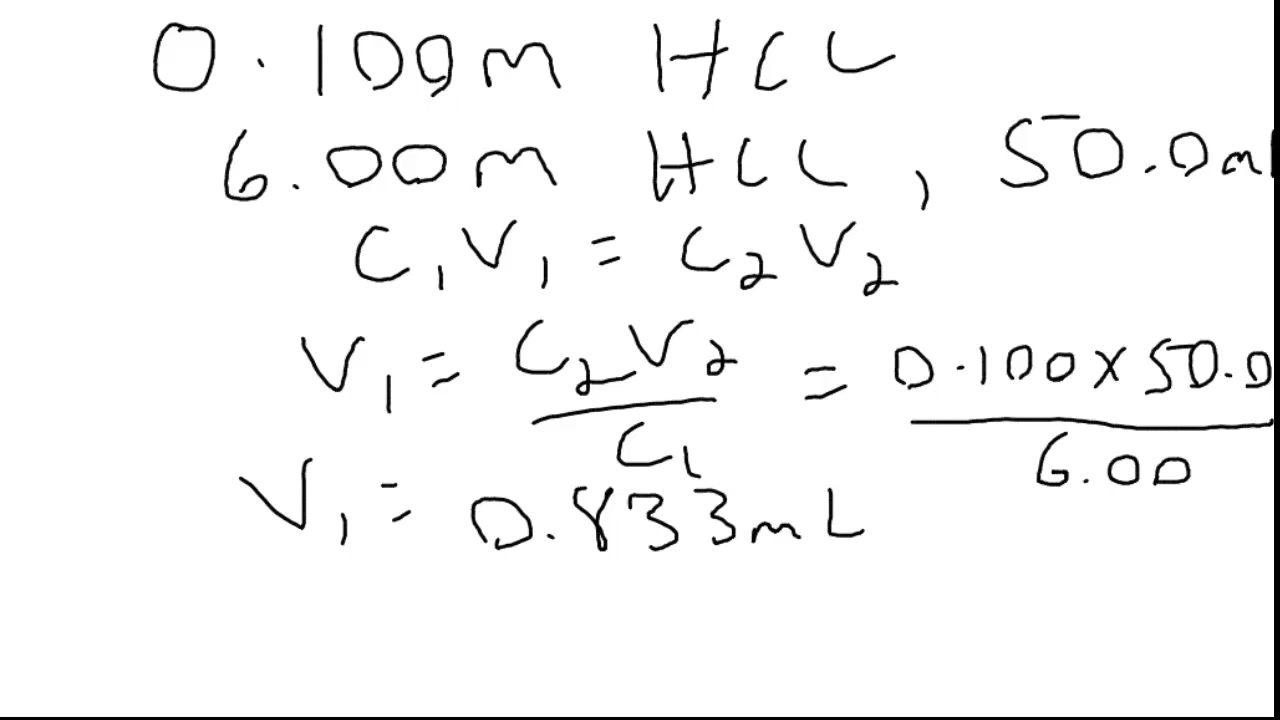 0.100m HCL
6.00m HCL, 50.0ml
C₁V₁ = C₂V₂
V₁ = C₂V₂/C₁ = 0.100 x 50.0/6.00
V₁ = 0.833mL